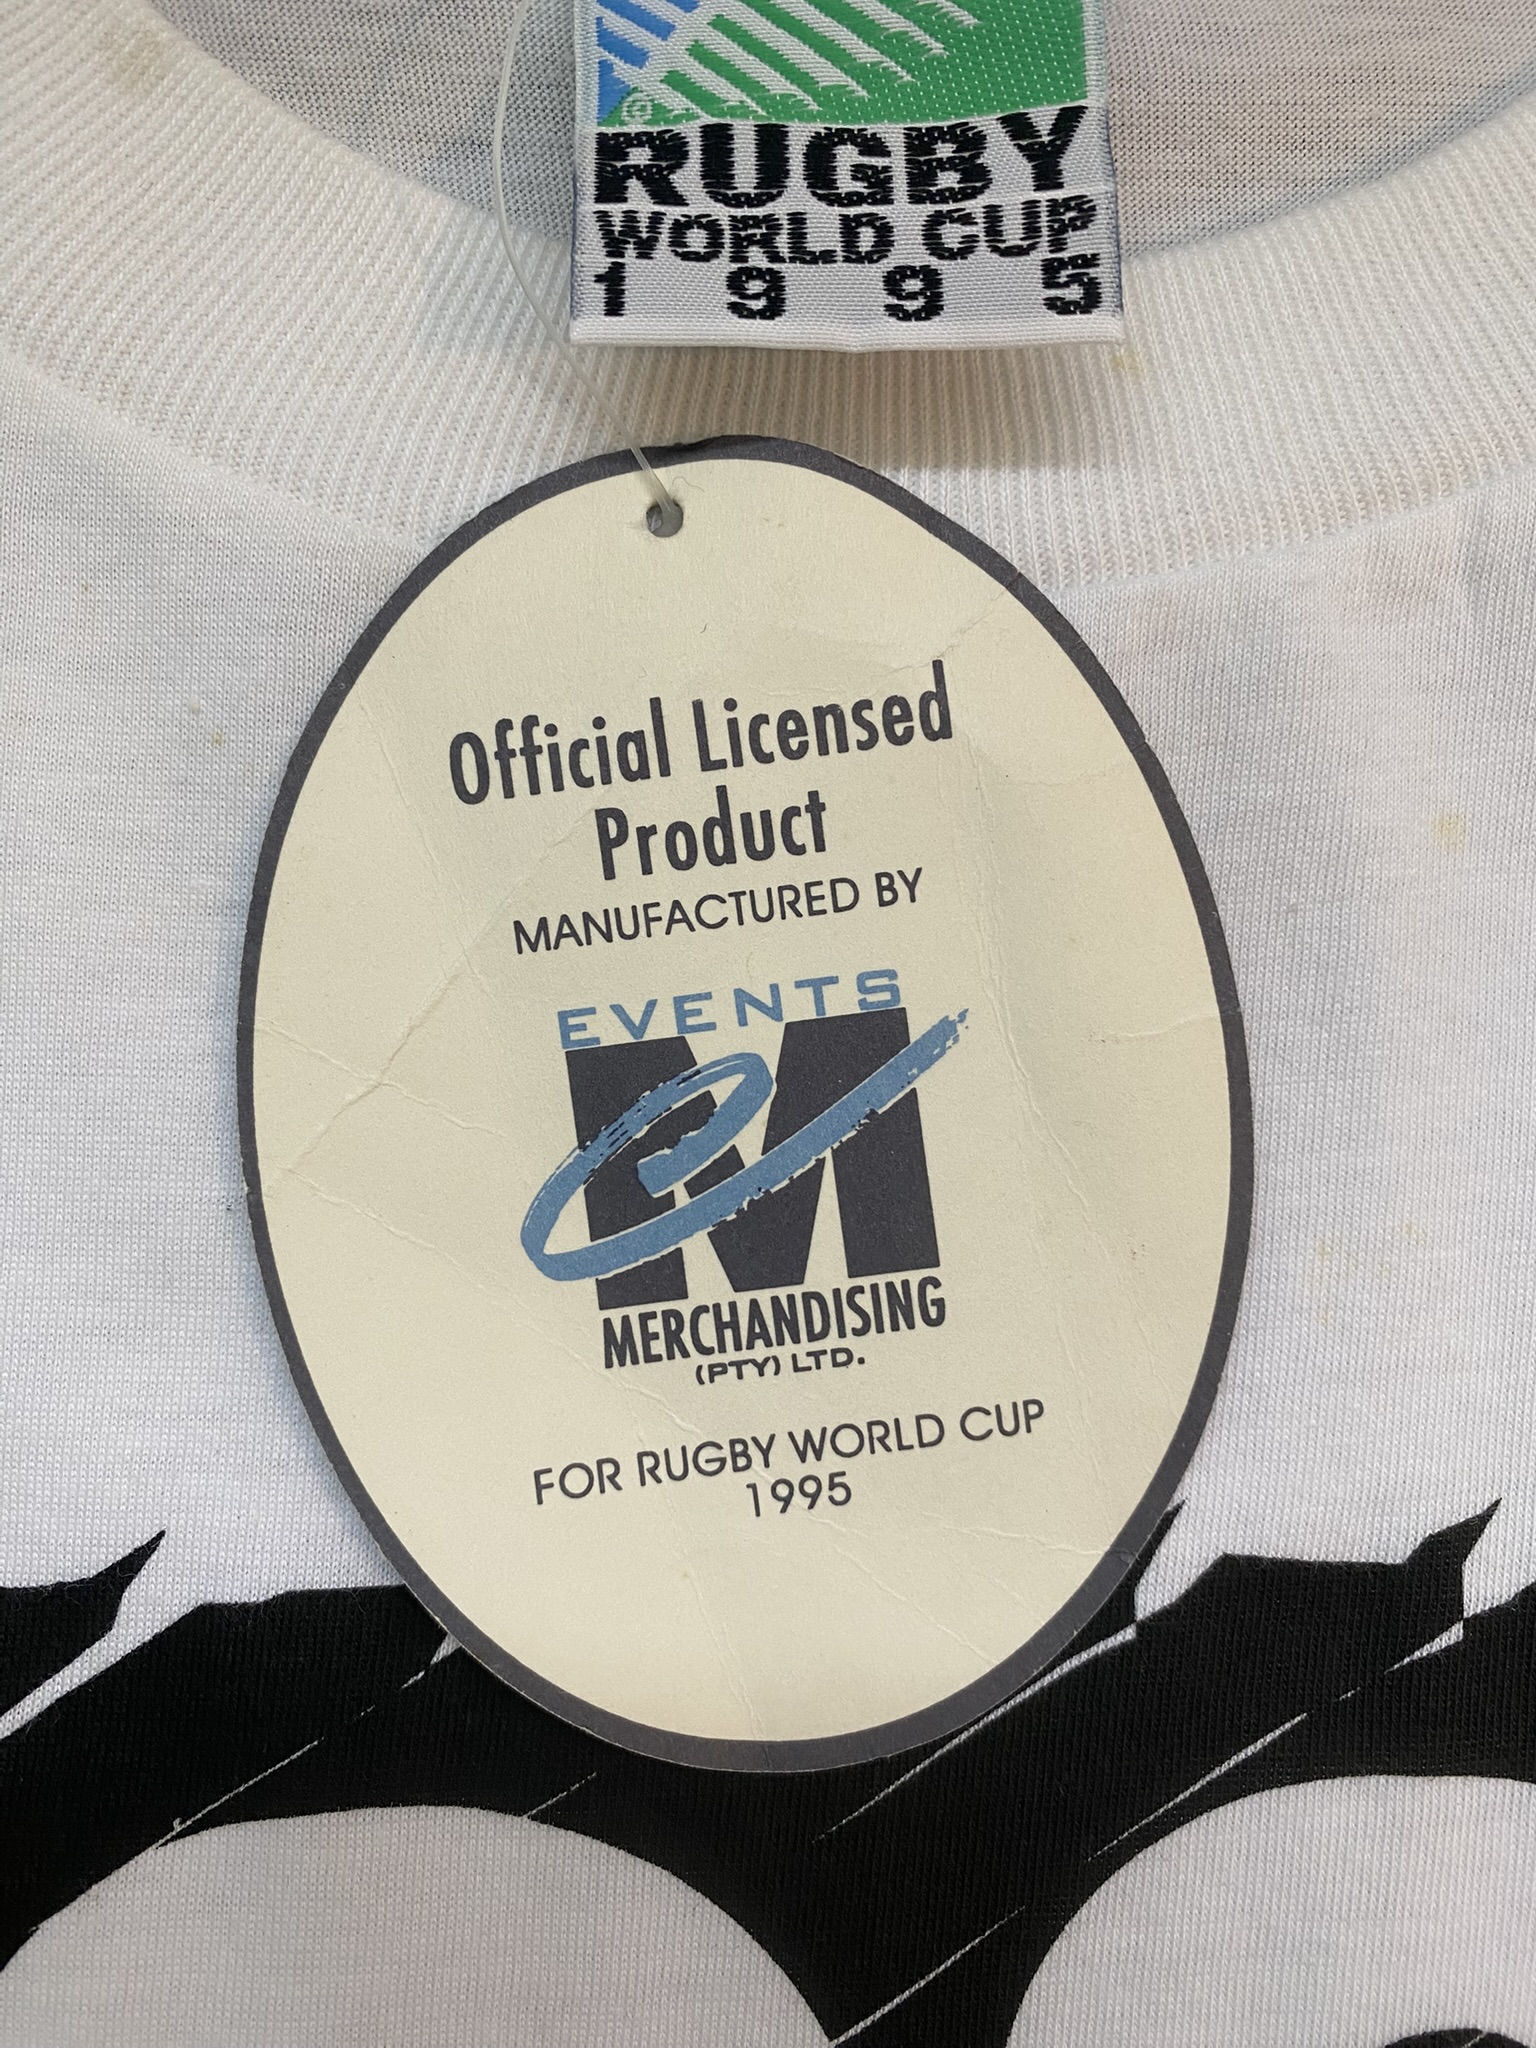 RUGBY
WORLD CUP
1 9 9 5
Official Licensed
Product
MANUFACTURED BY
EVENTS
eM
MERCHANDISING
(PTY) LTD.
FOR RUGBY WORLD CUP
1995